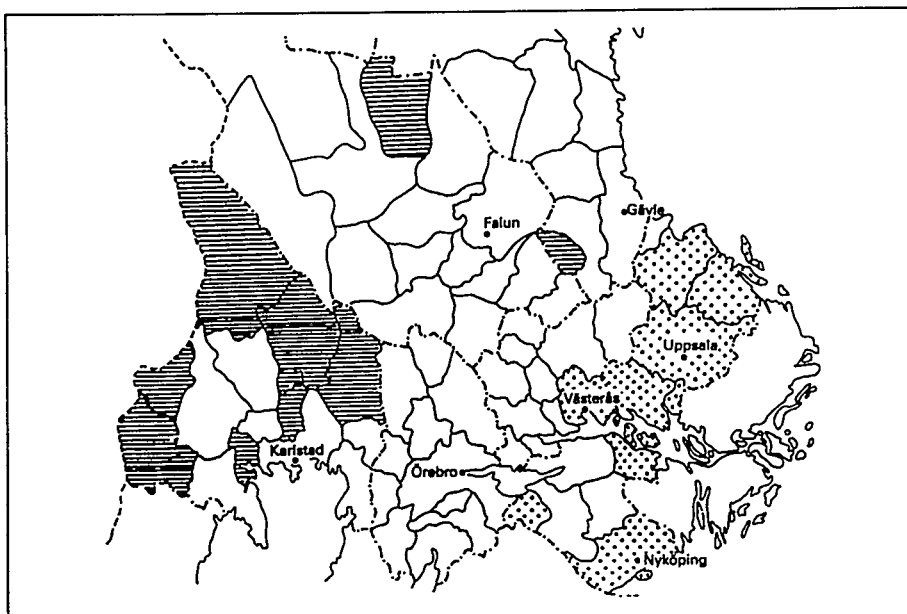 Falun
Gävle
Uppsala
Västerås
Karlstad
Örebro
Nyköping